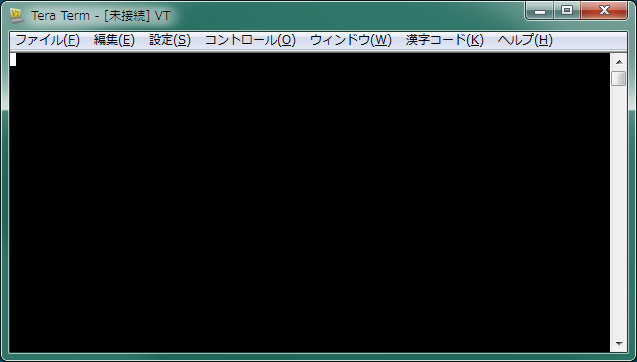 Tera Term - [未接続] VT
ファイル(F) 編集(E) 設定(S) コントロール(O) ウィンドウ(W) 漢字コード(K) ヘルプ(H)